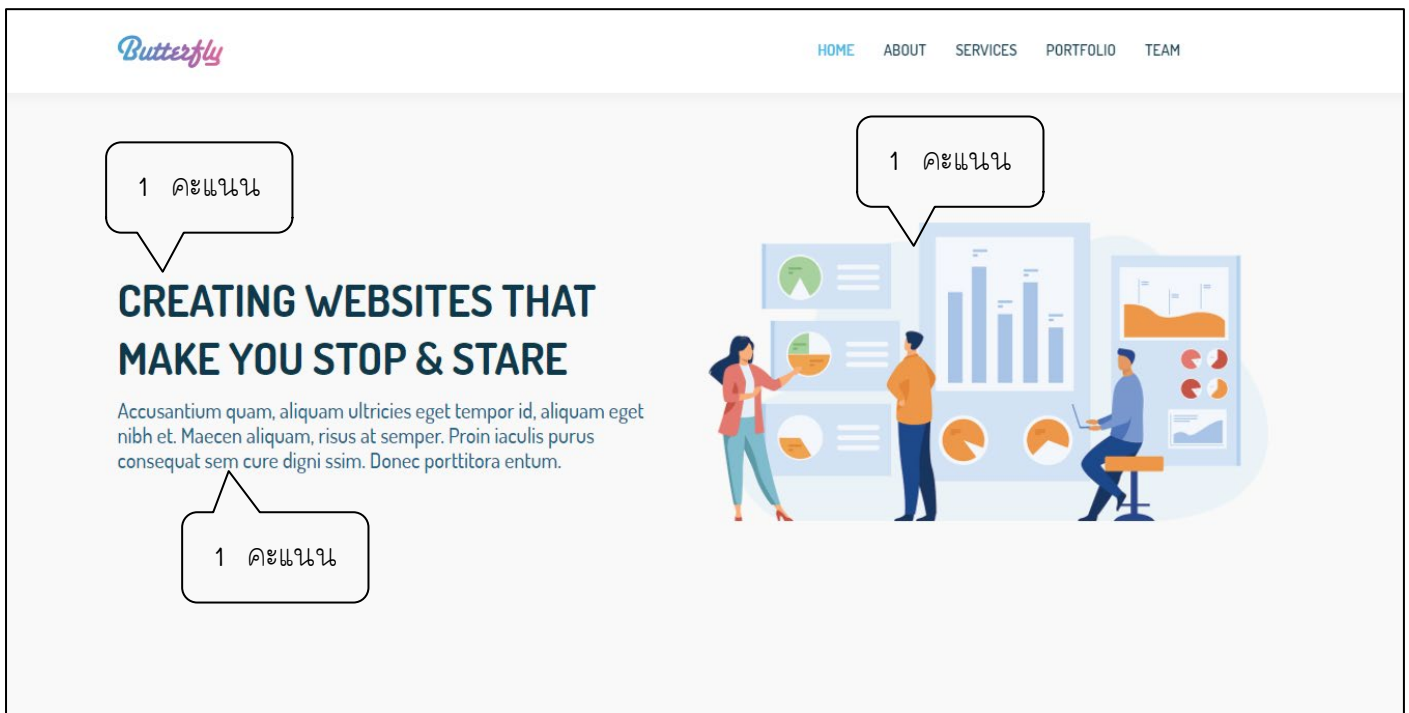 Butterfly
HOME ABOUT SERVICES PORTFOLIO TEAM
1 คะแนน
1 คะแนน
CREATING WEBSITES THAT
MAKE YOU STOP & STARE
Accusantium quam, aliquam ultricies eget tempor id, aliquam eget
nibh et. Maecen aliquam, risus at semper. Proin iaculis purus
consequat sem cure digni ssim. Donec porttitora entum.
1 คะแนน